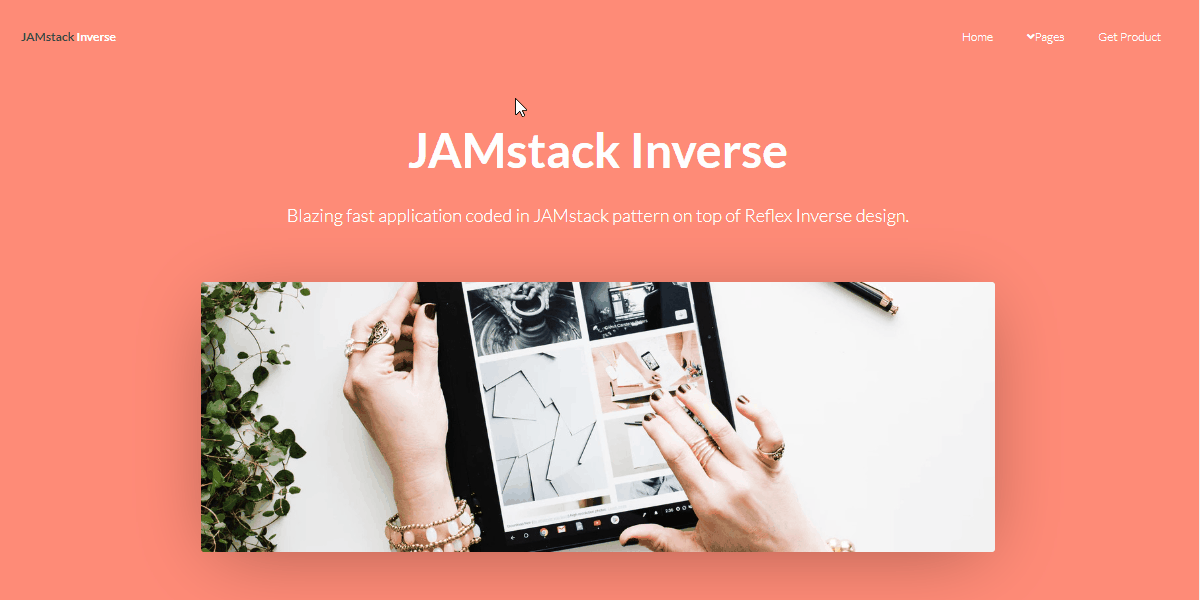 JAMstack Inverse
Home
Pages
Get Product
JAMstack Inverse
Blazing fast application coded in JAMstack pattern on top of Reflex Inverse design.